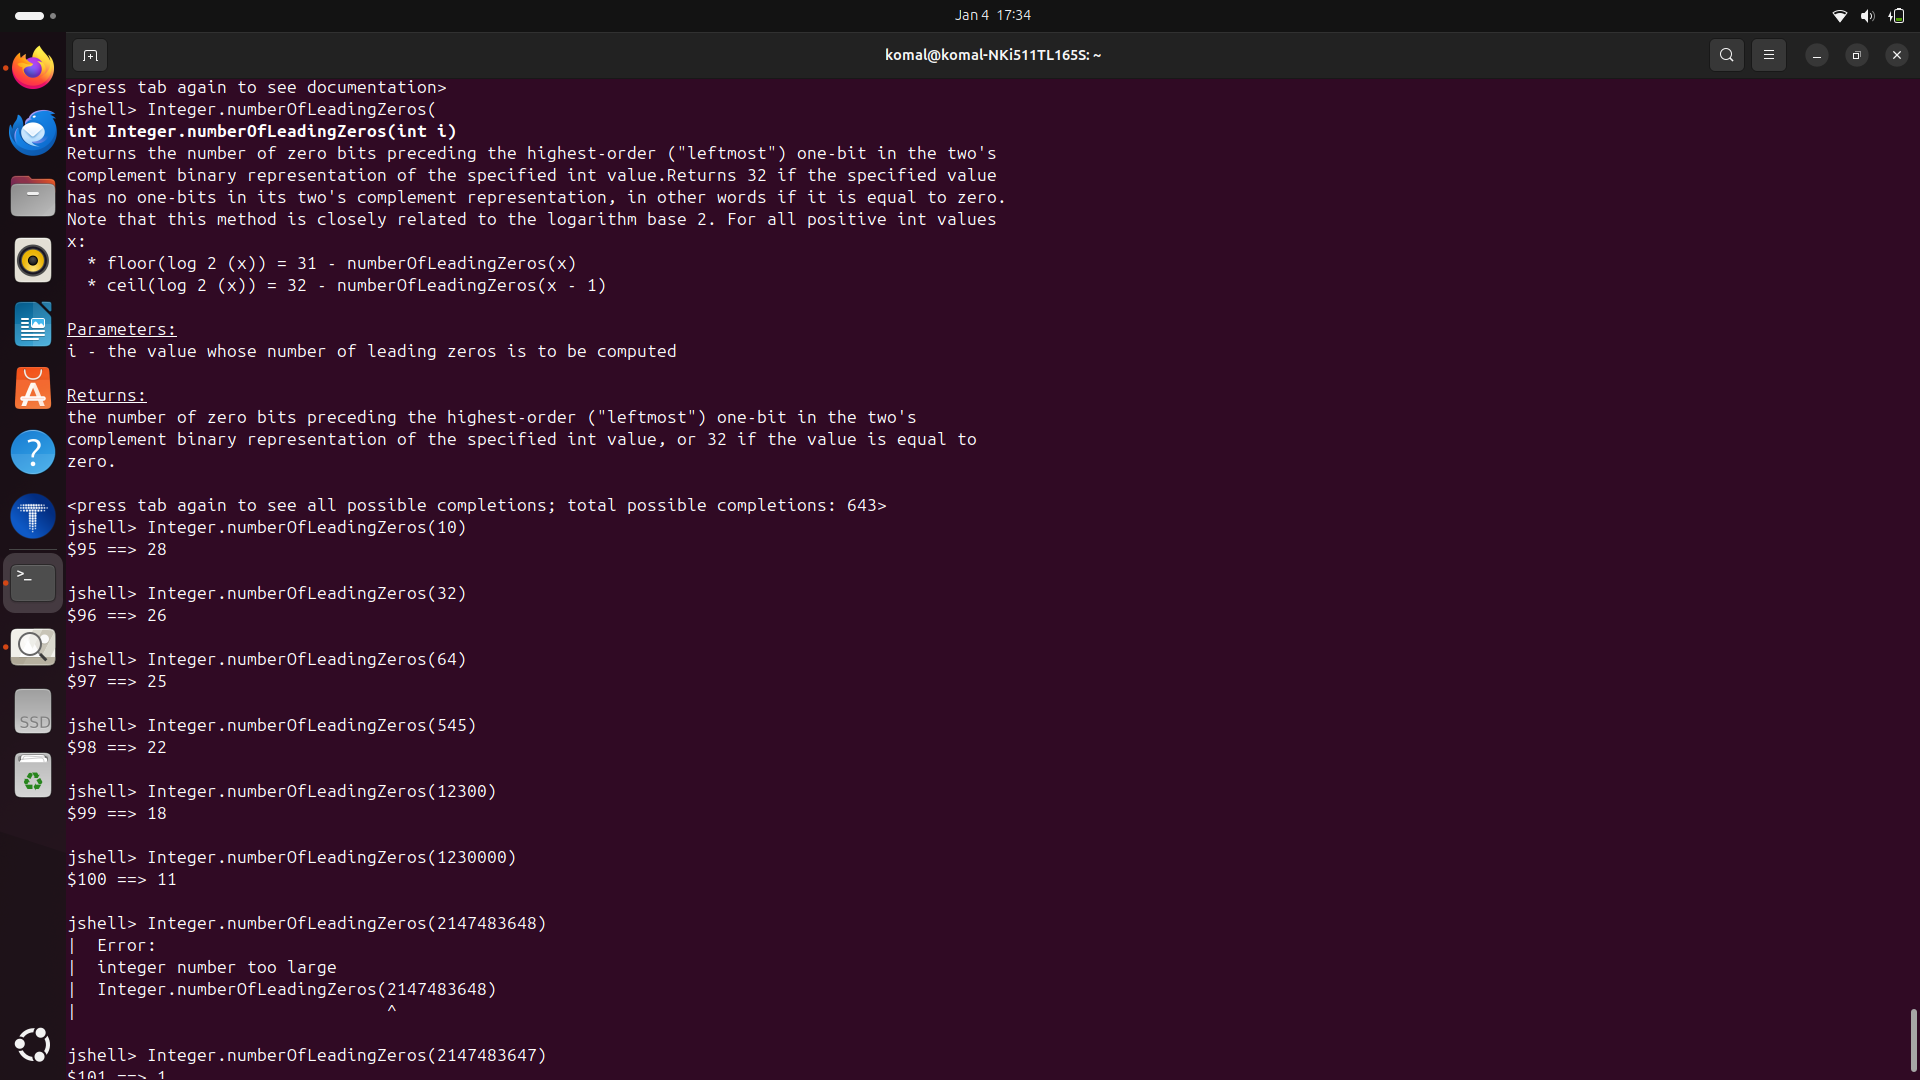 Jan 4 17:34
komal@komal-NKi511TL165S: ~
<press tab again to see documentation>
jshell> Integer.numberOfLeadingZeros(
int Integer.numberOfLeadingZeros(int i)
Returns the number of zero bits preceding the highest-order ("leftmost") one-bit in the two's
complement binary representation of the specified int value.Returns 32 if the specified value
has no one-bits in its two's complement representation, in other words if it is equal to zero.
Note that this method is closely related to the logarithm base 2. For all positive int values
x:
* floor(log 2 (x)) = 31 - numberOfLeadingZeros(x)
* ceil(log 2 (x)) = 32 - numberOfLeadingZeros(x - 1)
Parameters:
i - the value whose number of leading zeros is to be computed
Returns:
the number of zero bits preceding the highest-order ("leftmost") one-bit in the two's
complement binary representation of the specified int value, or 32 if the value is equal to
zero.
<press tab again to see all possible completions; total possible completions: 643>
jshell> Integer.numberOfLeadingZeros(10)
$95 ==> 28
jshell> Integer.numberOfLeadingZeros(32)
$96 ==> 26
jshell> Integer.numberOfLeadingZeros(64)
$97 ==> 25
jshell> Integer.numberOfLeadingZeros(545)
$98 ==> 22
jshell> Integer.numberOfLeadingZeros(12300)
$99 ==> 18
jshell> Integer.numberOfLeadingZeros(1230000)
$100 ==> 11
jshell> Integer.numberOfLeadingZeros(2147483648)
| Error:
| integer number too large
| Integer.numberOfLeadingZeros(2147483648)
| ^
jshell> Integer.numberOfLeadingZeros(2147483647)
$101 ==> 1
SSD